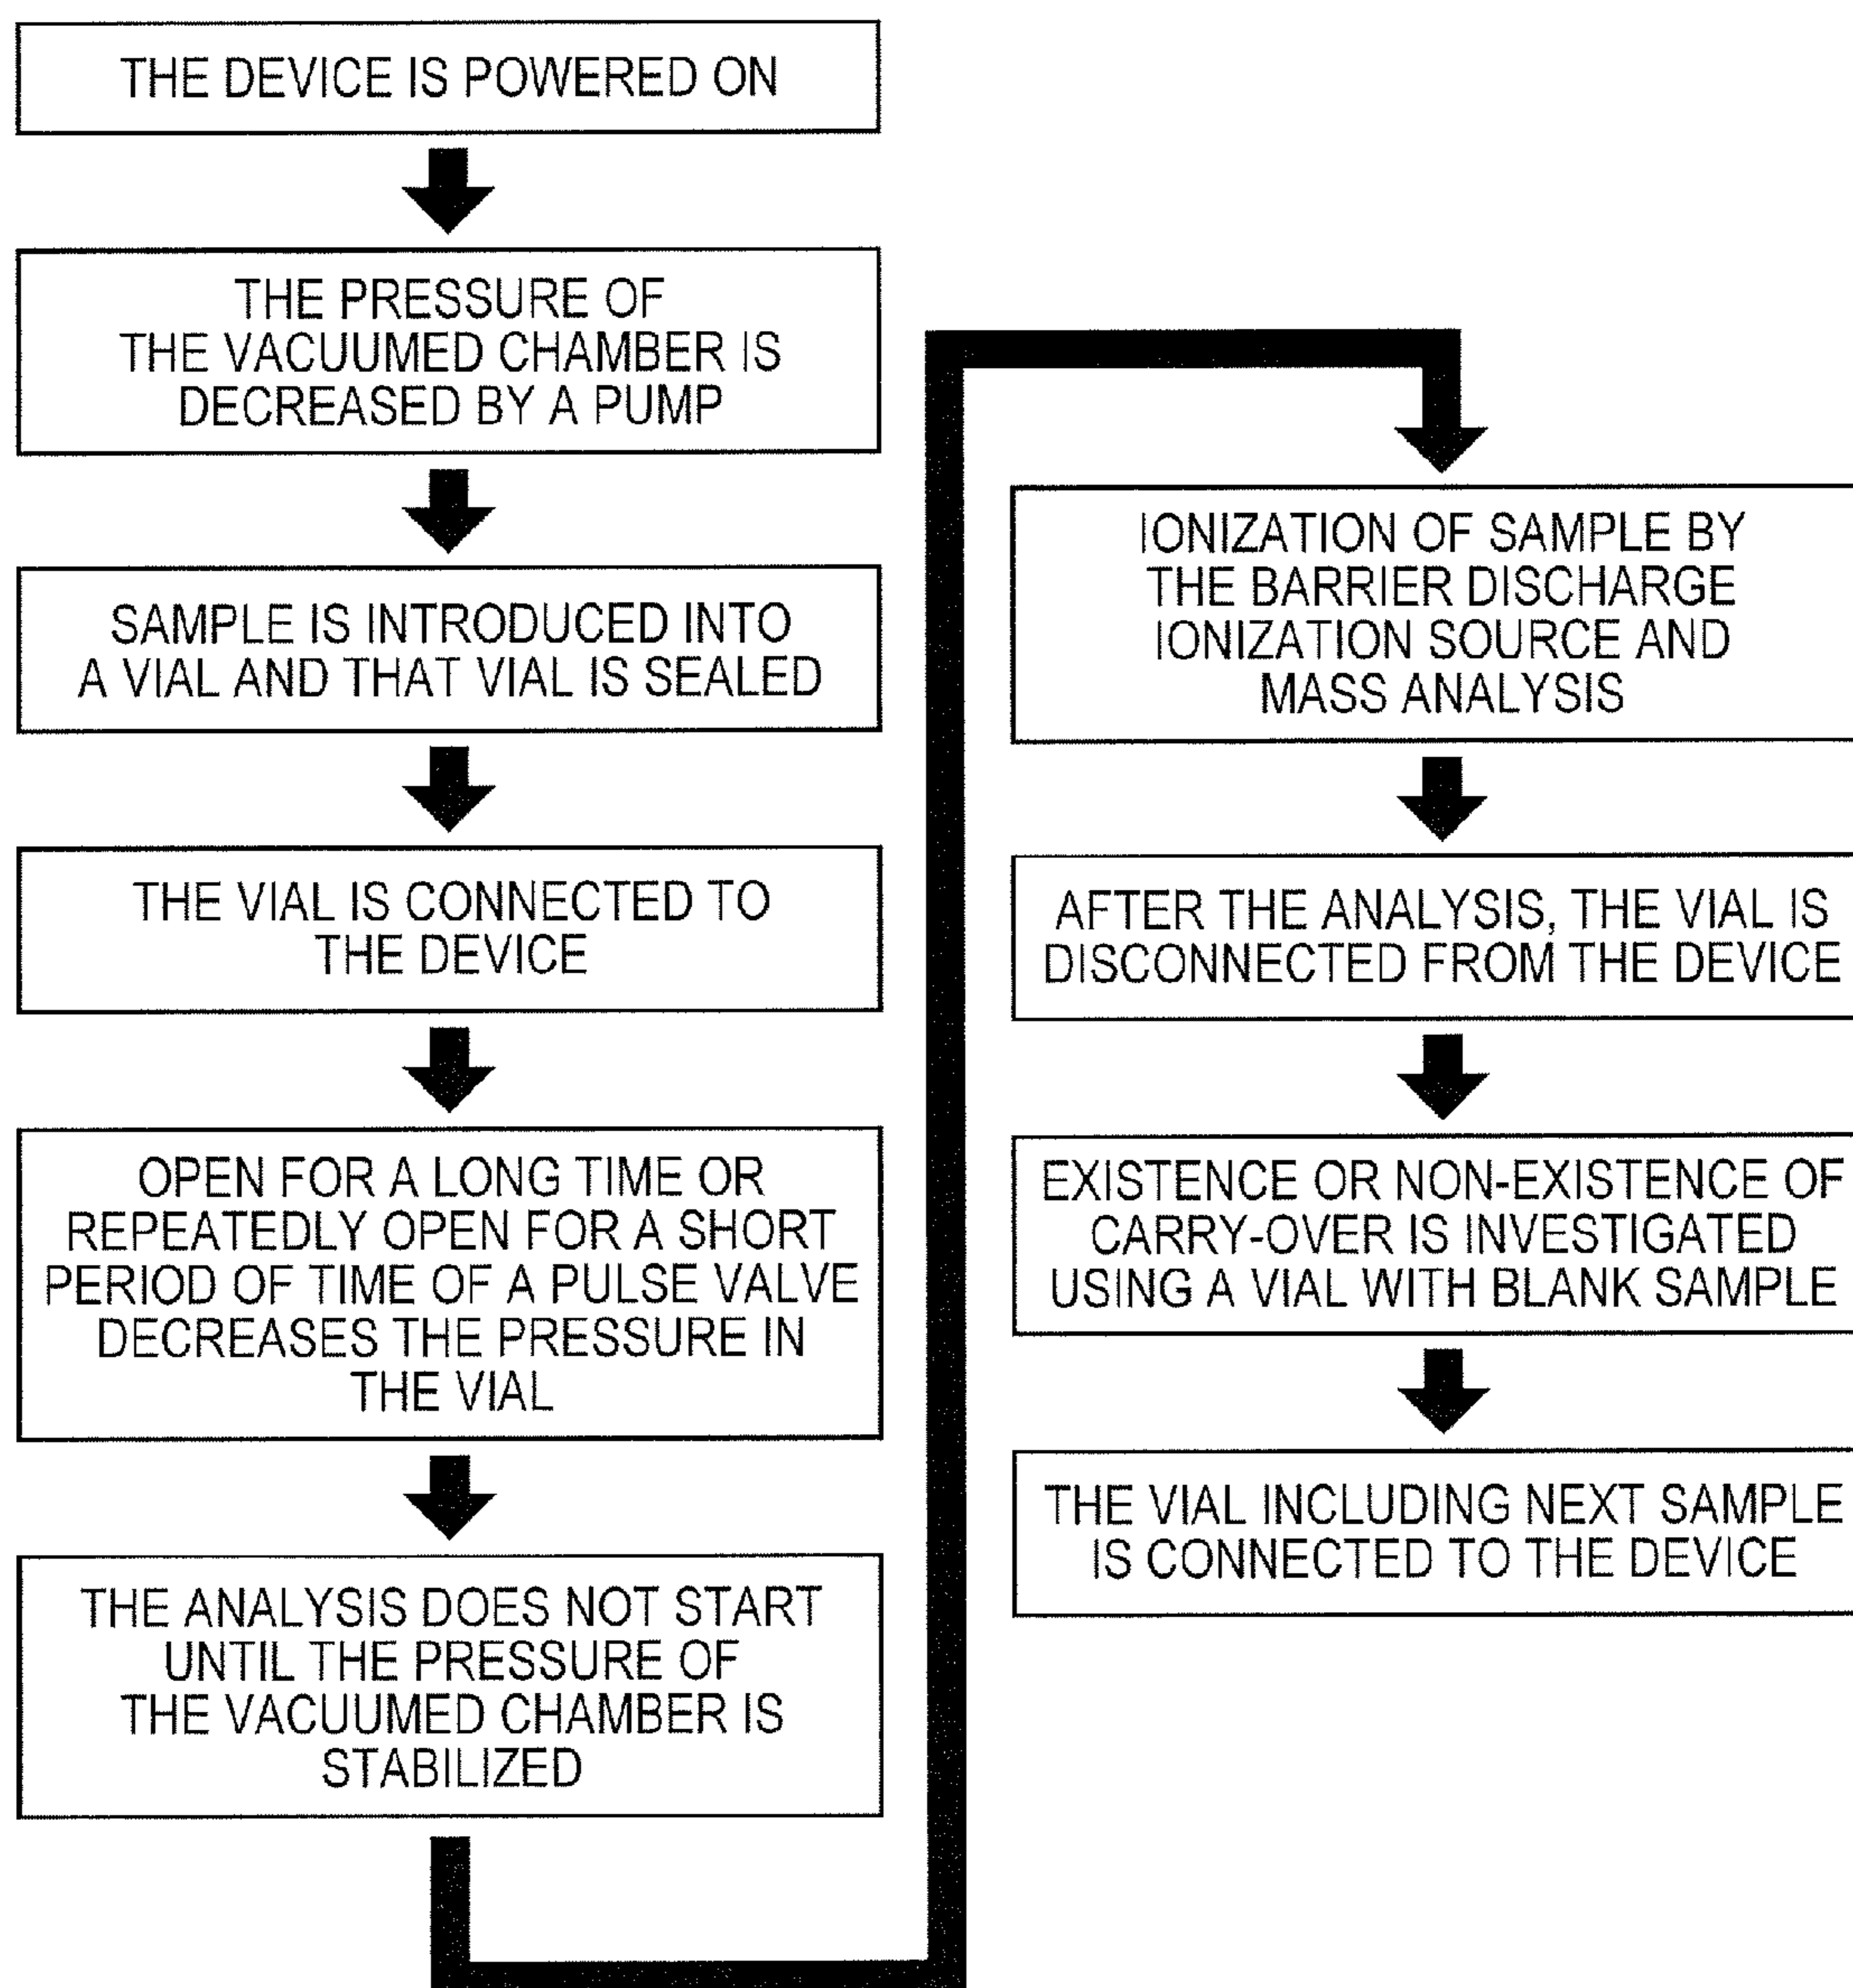 THE DEVICE IS POWERED ON
THE PRESSURE OF
THE VACUUMED CHAMBER IS
DECREASED BY A PUMP
SAMPLE IS INTRODUCED INTO
A VIAL AND THAT VIAL IS SEALED
THE VIAL IS CONNECTED TO
THE DEVICE
OPEN FOR A LONG TIME OR
REPEATEDLY OPEN FOR A SHORT
PERIOD OF TIME OF A PULSE VALVE
DECREASES THE PRESSURE IN
THE VIAL
THE ANALYSIS DOES NOT START
UNTIL THE PRESSURE OF
THE VACUUMED CHAMBER IS
STABILIZED
IONIZATION OF SAMPLE BY
THE BARRIER DISCHARGE
IONIZATION SOURCE AND
MASS ANALYSIS
AFTER THE ANALYSIS, THE VIAL IS
DISCONNECTED FROM THE DEVICE
EXISTENCE OR NON-EXISTENCE OF
CARRY-OVER IS INVESTIGATED
USING A VIAL WITH BLANK SAMPLE
THE VIAL INCLUDING NEXT SAMPLE
IS CONNECTED TO THE DEVICE